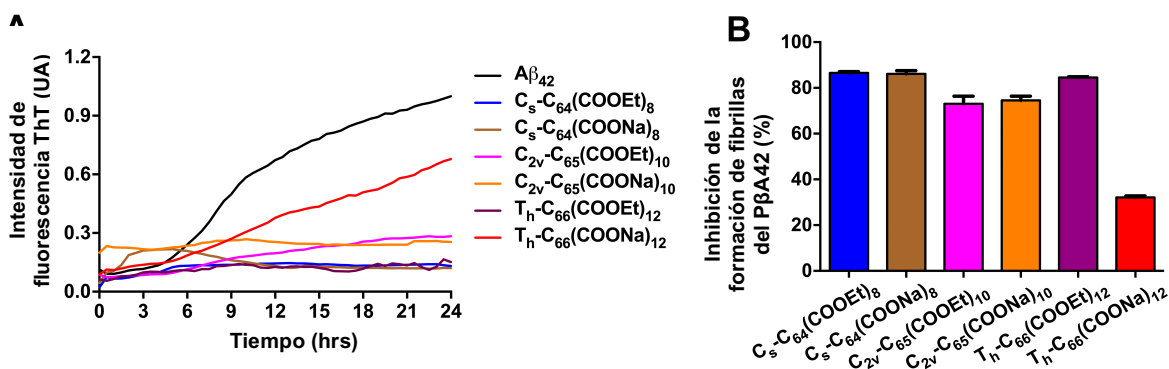 A
Intensidad de
fluorescencia ThT (UA)
1.2
0.9
0.6
0.3
0.0
0 3 6 9 12 15 18 21 24
Tiempo (hrs)
Aβ42
Cs-C64(COOEt)8
Cs-C64(COONa)8
C2v-C65(COOEt)10
C2v-C65(COONa)10
Th-C66(COOEt)12
Th-C66(COONa)12
B
Inhibición de la
formación de fibrillas
del PβA42 (%)
100
80
60
40
20
0
Cs-C64(COOEt)8
Cs-C64(COONa)8
C2v-C65(COOEt)10
C2v-C65(COONa)10
Th-C66(COOEt)12
Th-C66(COONa)12